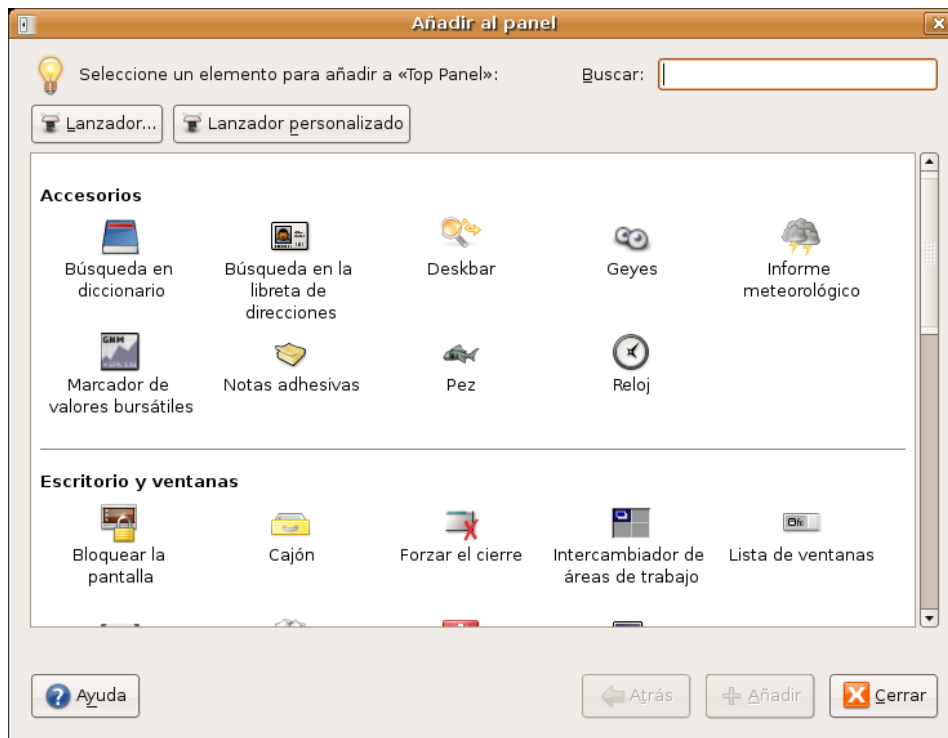 Añadir al panel
Seleccione un elemento para añadir a «Top Panel»: Buscar:
Lanzador... Lanzador personalizado
Accesorios
Búsqueda en diccionario
Búsqueda en la libreta de direcciones
Deskbar
Geyes
Informe meteorológico
Marcador de valores bursátiles
Notas adhesivas
Pez
Reloj
Escritorio y ventanas
Bloquear la pantalla
Cajón
Forzar el cierre
Intercambiador de áreas de trabajo
Lista de ventanas
Ayuda Atrás Añadir Cerrar